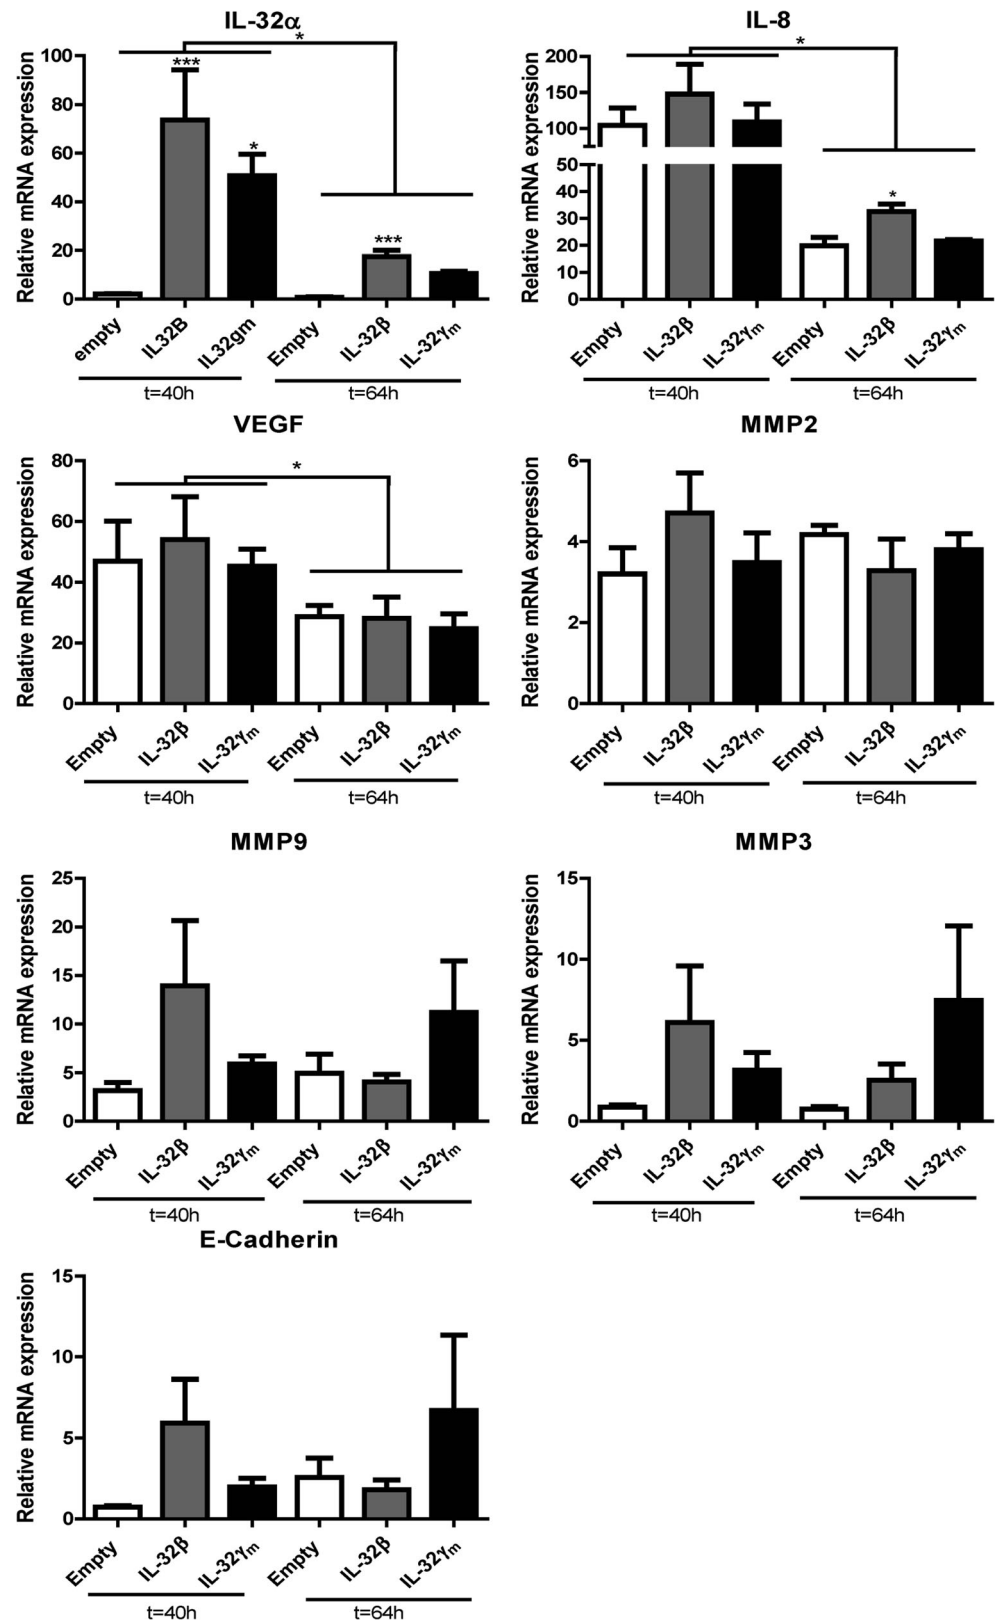 IL-32α
Relative mRNA expression
100
80
60
40
20
0
*
***
*
***
empty
IL32B
IL32gm
Empty
IL-32β
IL-32γm
t=40h
t=64h
IL-8
Relative mRNA expression
200
150
100
50
40
30
20
10
0
*
*
Empty
IL-32β
IL-32γm
Empty
IL-32β
IL-32γm
t=40h
t=64h
VEGF
Relative mRNA expression
80
60
40
20
0
*
Empty
IL-32β
IL-32γm
Empty
IL-32β
IL-32γm
t=40h
t=64h
MMP2
Relative mRNA expression
6
4
2
0
Empty
IL-32β
IL-32γm
Empty
IL-32β
IL-32γm
t=40h
t=64h
MMP9
Relative mRNA expression
25
20
15
10
5
0
Empty
IL-32β
IL-32γm
Empty
IL-32β
IL-32γm
t=40h
t=64h
MMP3
Relative mRNA expression
15
10
5
0
Empty
IL-32β
IL-32γm
Empty
IL-32β
IL-32γm
t=40h
t=64h
E-Cadherin
Relative mRNA expression
15
10
5
0
Empty
IL-32β
IL-32γm
Empty
IL-32β
IL-32γm
t=40h
t=64h